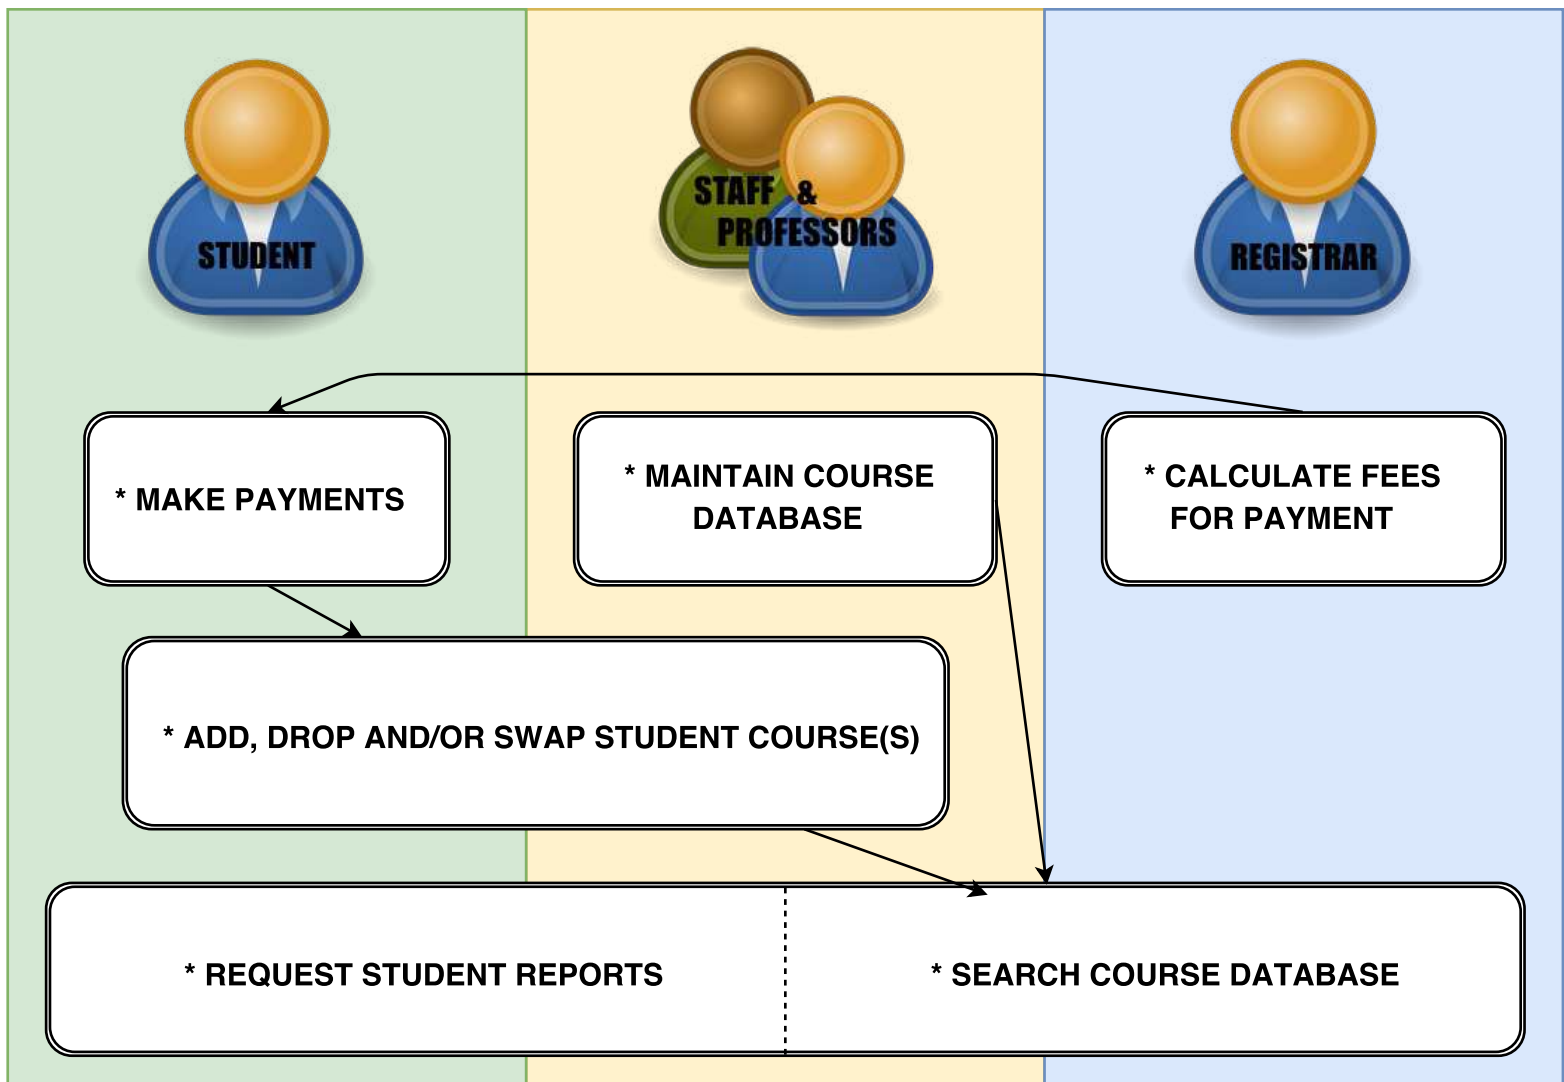 STUDENT
STAFF &
PROFESSORS
REGISTRAR
* MAKE PAYMENTS
* MAINTAIN COURSE
DATABASE
* CALCULATE FEES
FOR PAYMENT
* ADD, DROP AND/OR SWAP STUDENT COURSE(S)
* REQUEST STUDENT REPORTS
* SEARCH COURSE DATABASE